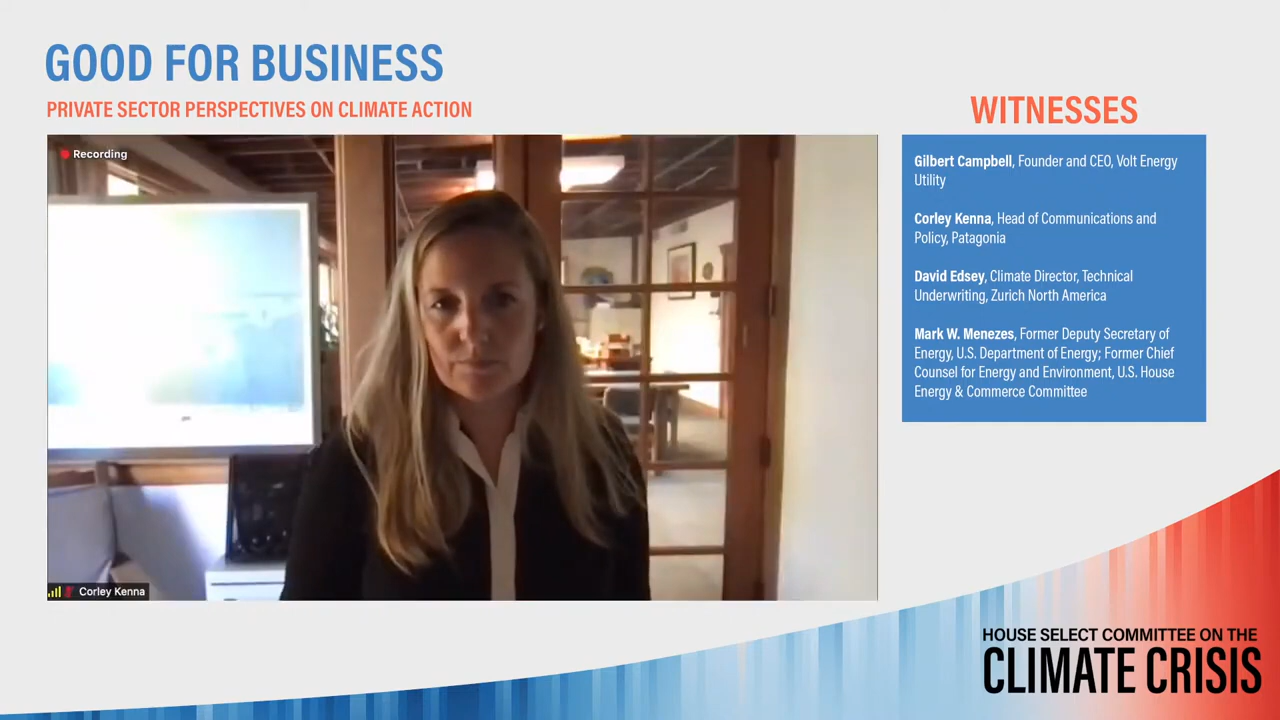 GOOD FOR BUSINESS
PRIVATE SECTOR PERSPECTIVES ON CLIMATE ACTION
Recording
Corley Kenna
WITNESSES
Gilbert Campbell, Founder and CEO, Volt Energy
Utility
Corley Kenna, Head of Communications and
Policy, Patagonia
David Edsey, Climate Director, Technical
Underwriting, Zurich North America
Mark W. Menezes, Former Deputy Secretary of
Energy, U.S. Department of Energy; Former Chief
Counsel for Energy and Environment, U.S. House
Energy & Commerce Committee
HOUSE SELECT COMMITTEE ON THE
CLIMATE CRISIS